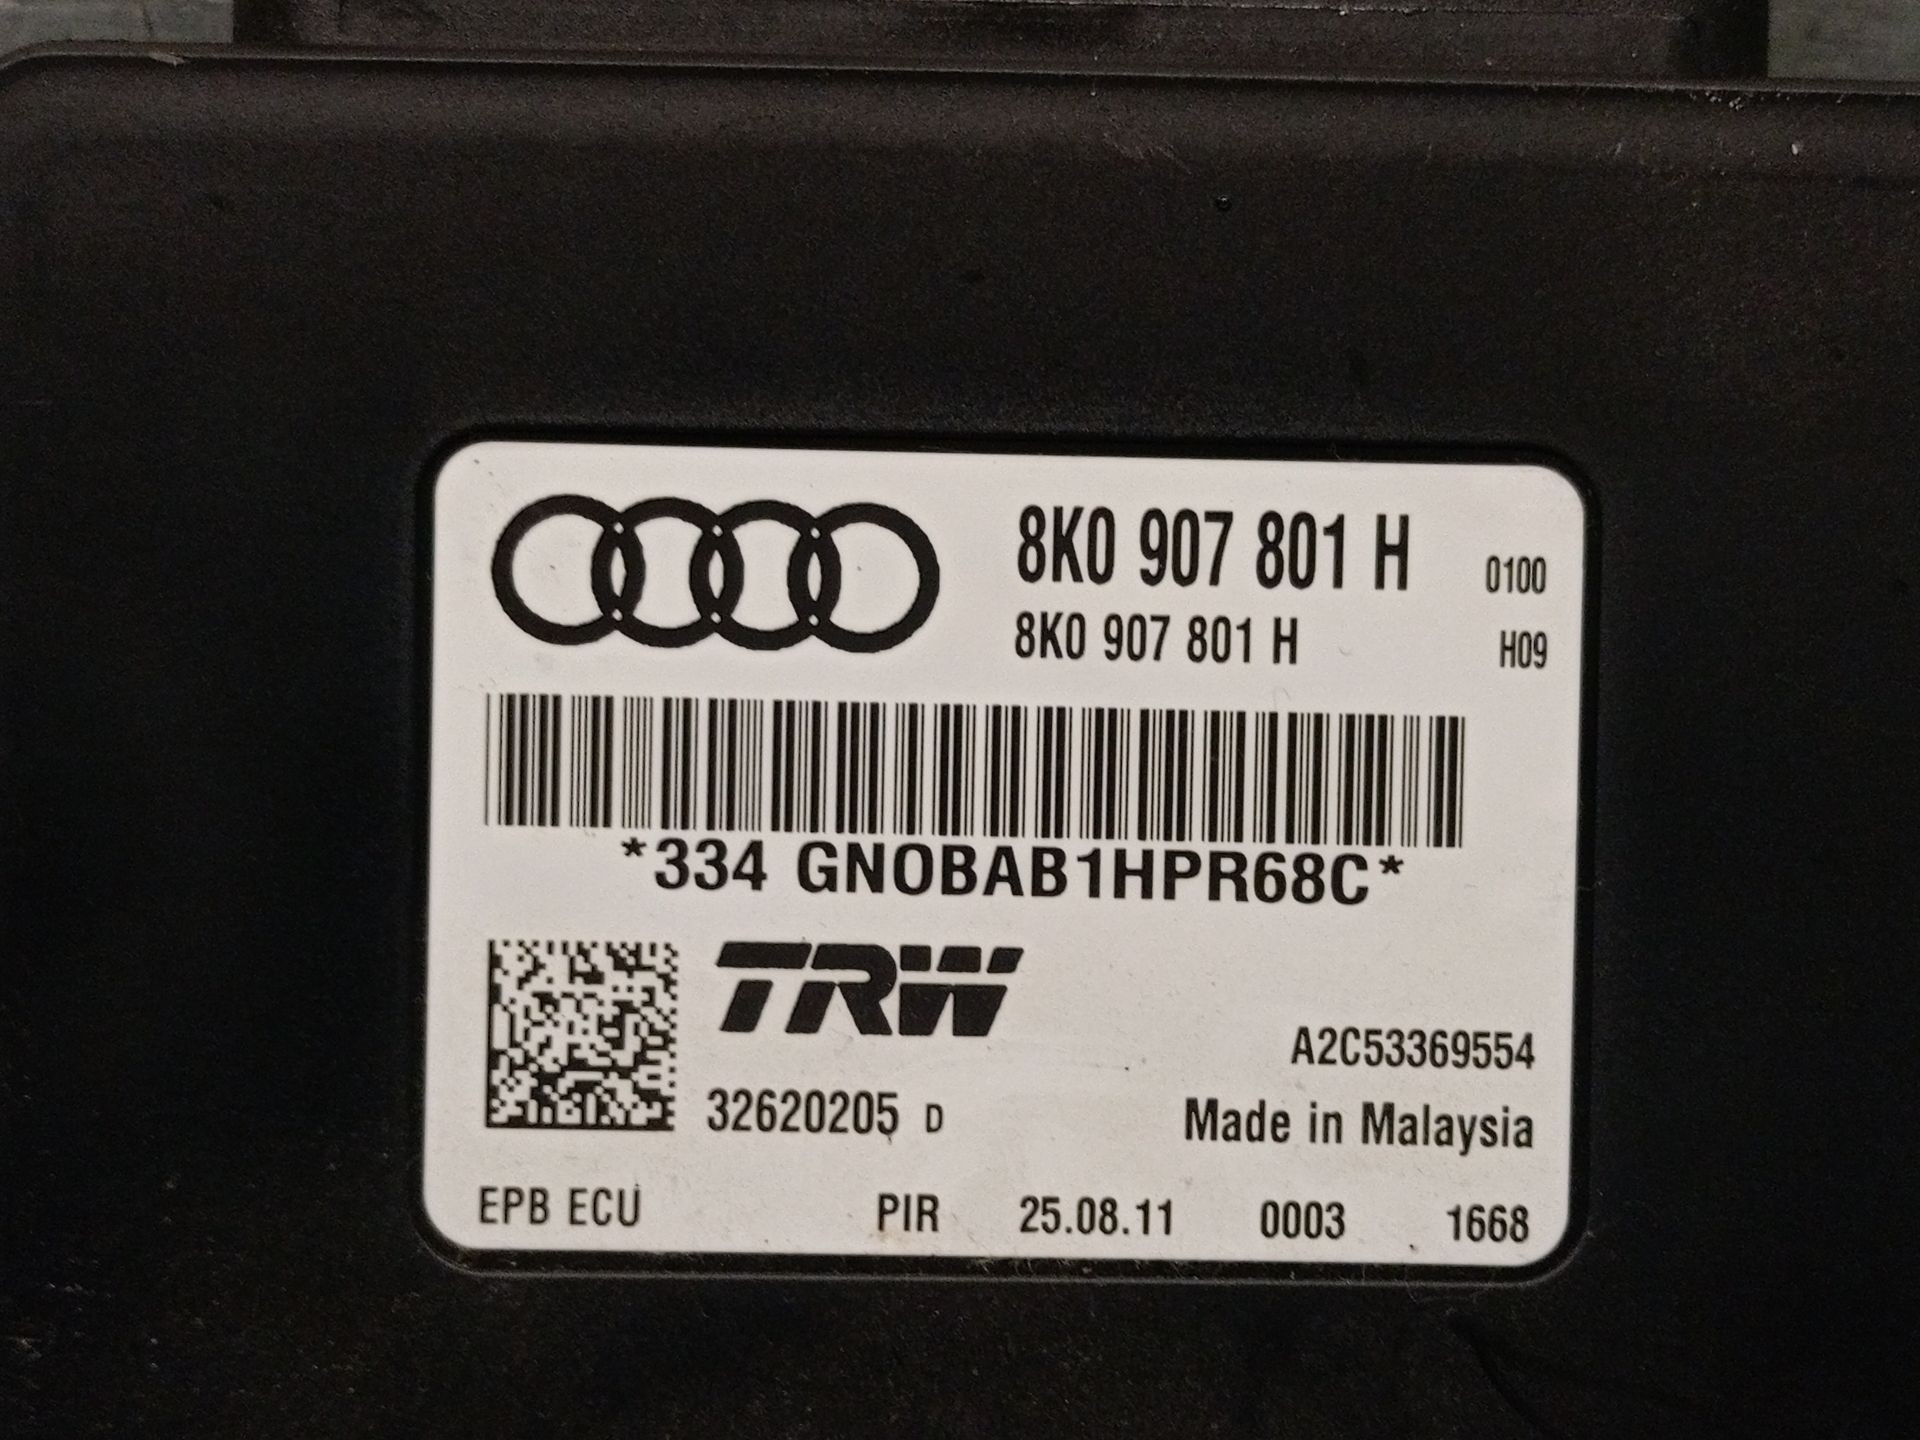 8K0 907 801 H 0100
8K0 907 801 H H09
*334 GNOBAB1HPR68C*
TRW
A2C53369554
32620205 D Made in Malaysia
EPB ECU PIR 25.08.11 0003 1668